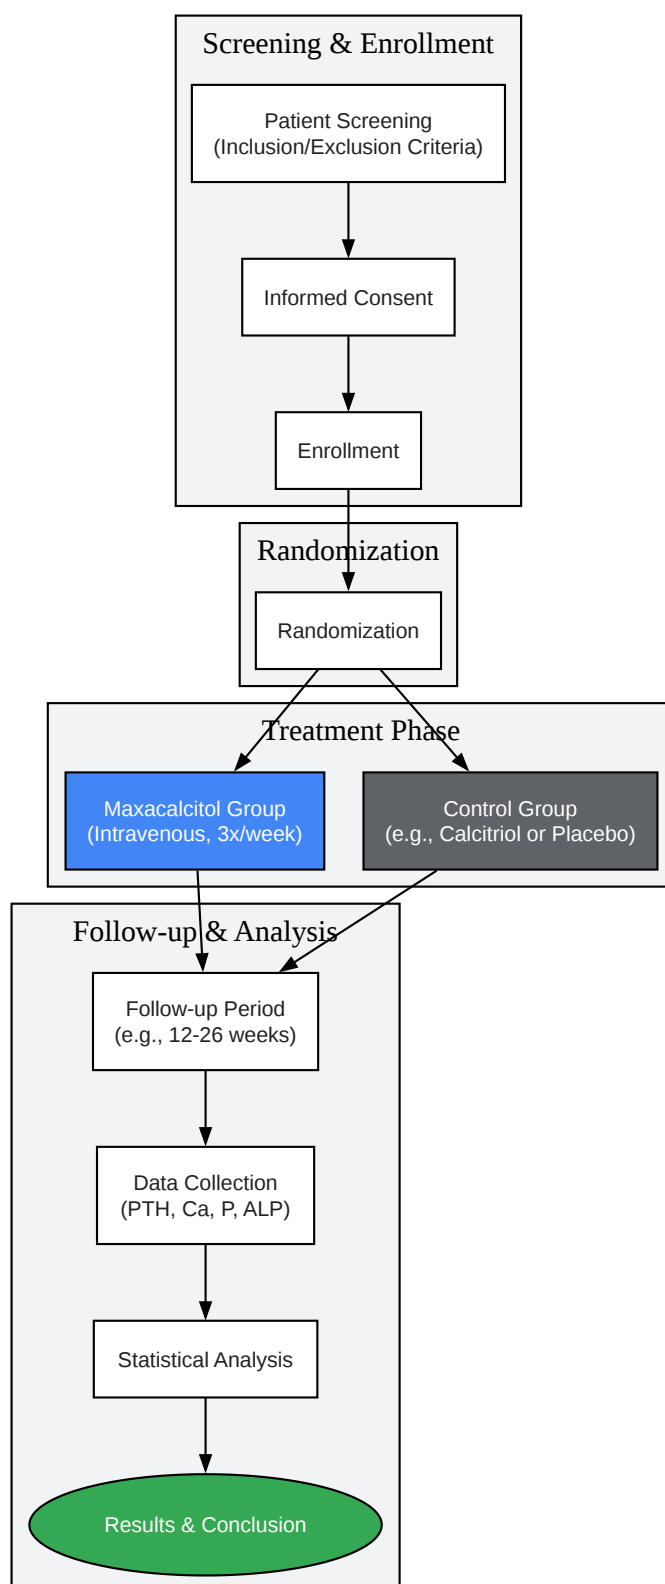 Screening & Enrollment
Patient Screening
(Inclusion/Exclusion Criteria)
Informed Consent
Enrollment
Randomization
Randomization
Treatment Phase
Maxacalcitol Group
(Intravenous, 3x/week)
Control Group
(e.g., Calcitriol or Placebo)
Follow-up & Analysis
Follow-up Period
(e.g., 12-26 weeks)
Data Collection
(PTH, Ca, P, ALP)
Statistical Analysis
Results & Conclusion